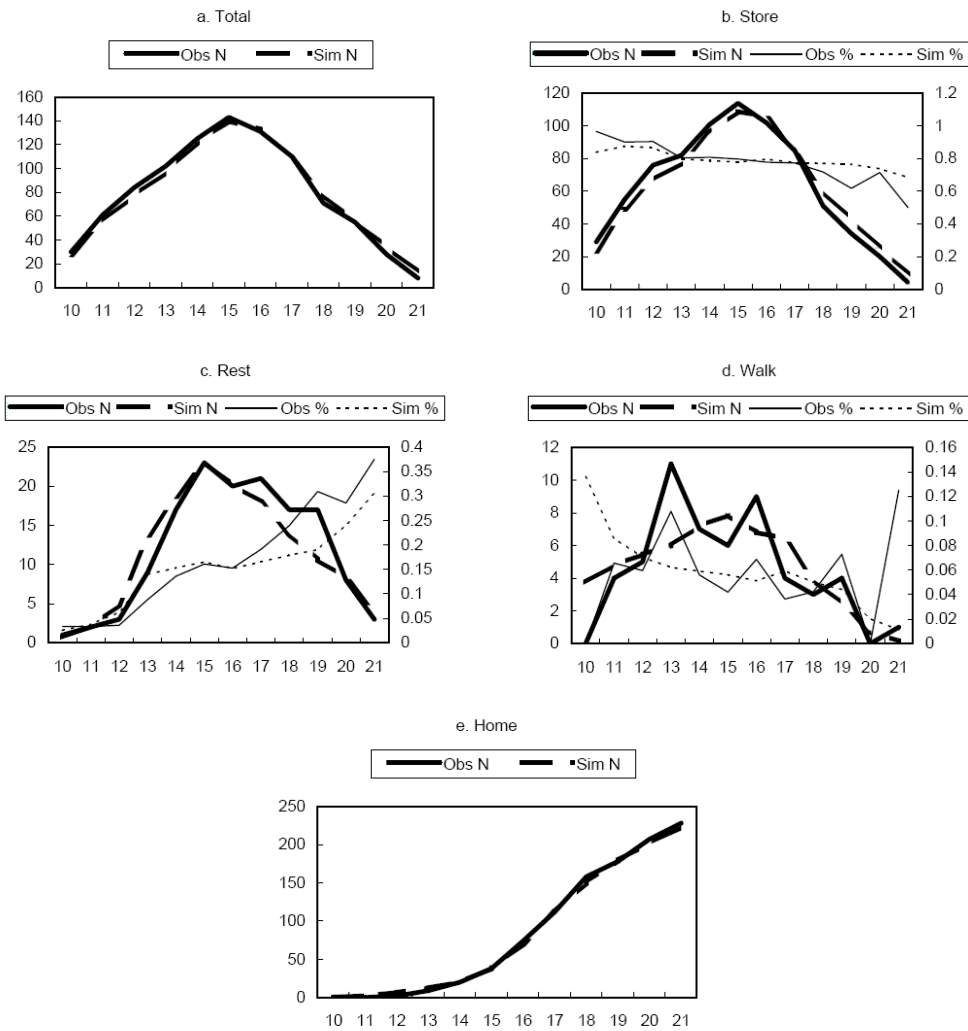 a. Total
Obs N Sim N
160
140
120
100
80
60
40
20
0
10 11 12 13 14 15 16 17 18 19 20 21
b. Store
Obs N Sim N Obs % Sim %
120 1.2
100 1
80 0.8
60 0.6
40 0.4
20 0.2
0 0
10 11 12 13 14 15 16 17 18 19 20 21
c. Rest
Obs N Sim N Obs % Sim %
25 0.4
0.35
20 0.3
15 0.25
0.2
10 0.15
5 0.1
0.05
0 0
10 11 12 13 14 15 16 17 18 19 20 21
d. Walk
Obs N Sim N Obs % Sim %
12 0.16
10 0.14
0.12
8 0.1
6 0.08
4 0.06
0.04
2 0.02
0 0
10 11 12 13 14 15 16 17 18 19 20 21
e. Home
Obs N Sim N
250
200
150
100
50
0
10 11 12 13 14 15 16 17 18 19 20 21